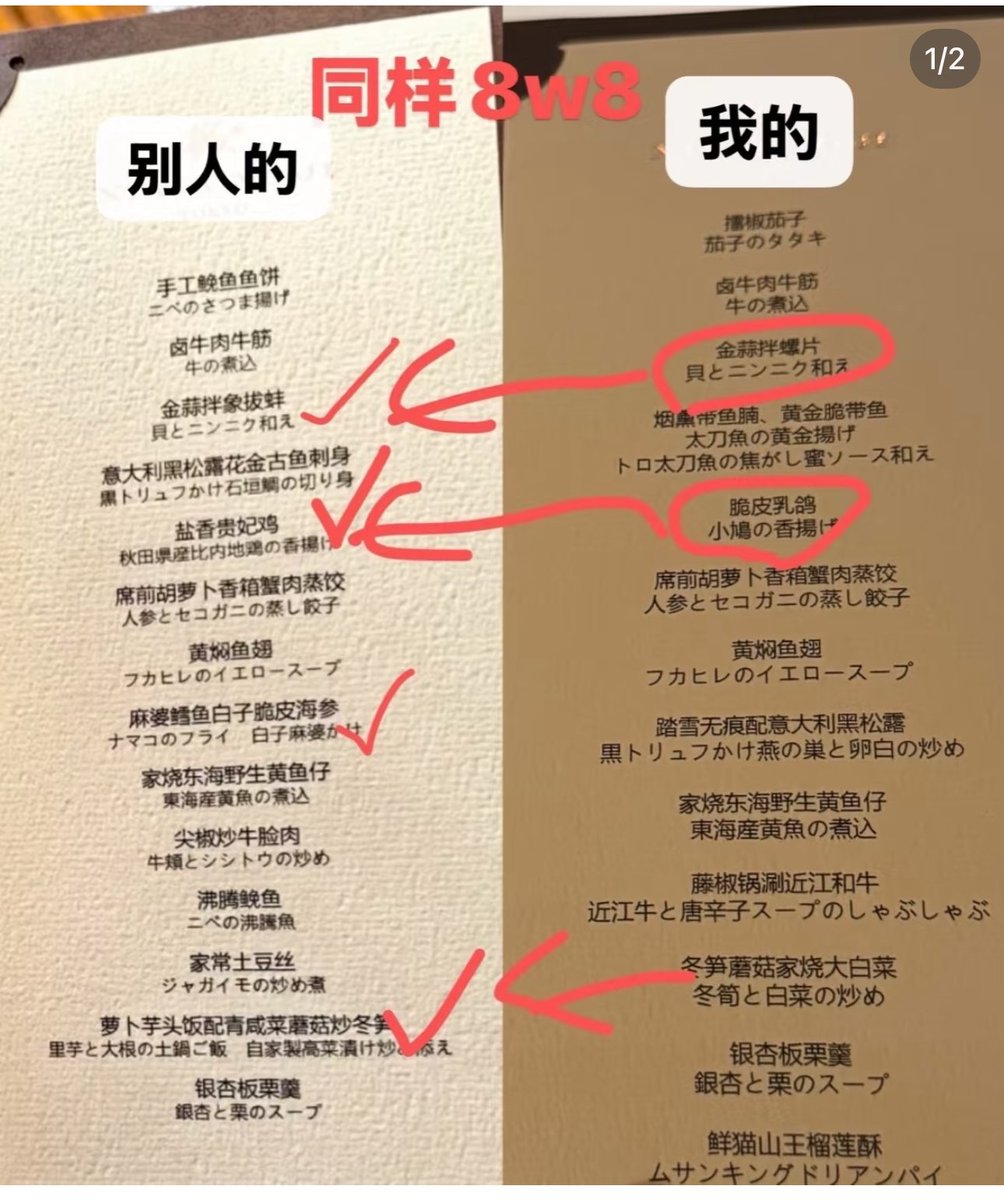 1/2
同样8w8
别人的
手工鮸鱼鱼饼
ニベのさつま揚げ
卤牛肉牛筋
牛の煮込
金蒜拌象拔蚌
貝とニンニク和え
意大利黑松露花金古鱼刺身
黒トリュフかけ石垣鯛の切り身
盐香贵妃鸡
秋田県産比内地鶏の香揚げ
席前胡萝卜香箱蟹肉蒸饺
人参とセコガニの蒸し餃子
黄焖鱼翅
フカヒレのイエロースープ
麻婆鳕鱼白子脆皮海参
ナマコのフライ 白子麻婆かけ
家烧东海野生黄鱼仔
東海産黄魚の煮込
尖椒炒牛脸肉
牛頬とシシトウの炒め
沸腾鮸鱼
ニベの沸騰魚
家常土豆丝
ジャガイモの炒め煮
萝卜芋头饭配青咸菜蘑菇炒冬笋
里芋と大根の土鍋ご飯 自家製高菜漬け炒め添え
银杏板栗羹
銀杏と栗のスープ
我的
擂椒茄子
茄子のタタキ
卤牛肉牛筋
牛の煮込
金蒜拌螺片
貝とニンニク和え
烟熏带鱼腩、黄金脆带鱼
太刀魚の黄金揚げ
トロ太刀魚の焦がし蜜ソース和え
脆皮乳鸽
小鳩の香揚げ
席前胡萝卜香箱蟹肉蒸饺
人参とセコガニの蒸し餃子
黄焖鱼翅
フカヒレのイエロースープ
踏雪无痕配意大利黑松露
黒トリュフかけ燕の巣と卵白の炒め
家烧东海野生黄鱼仔
東海産黄魚の煮込
藤椒锅涮近江和牛
近江牛と唐辛子スープのしゃぶしゃぶ
冬笋蘑菇家烧大白菜
冬筍と白菜の炒め
银杏板栗羹
銀杏と栗のスープ
鲜猫山王榴莲酥
ムサンキングドリアンパイ